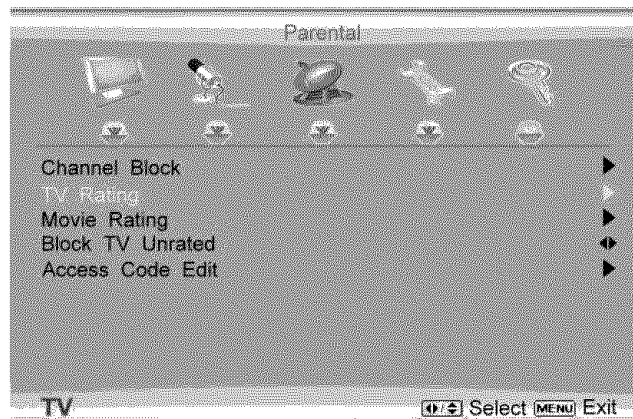 Parental
Channel Block
TV Rating
Movie Rating
Block TV Unrated
Access Code Edit
TV
Select MENU Exit